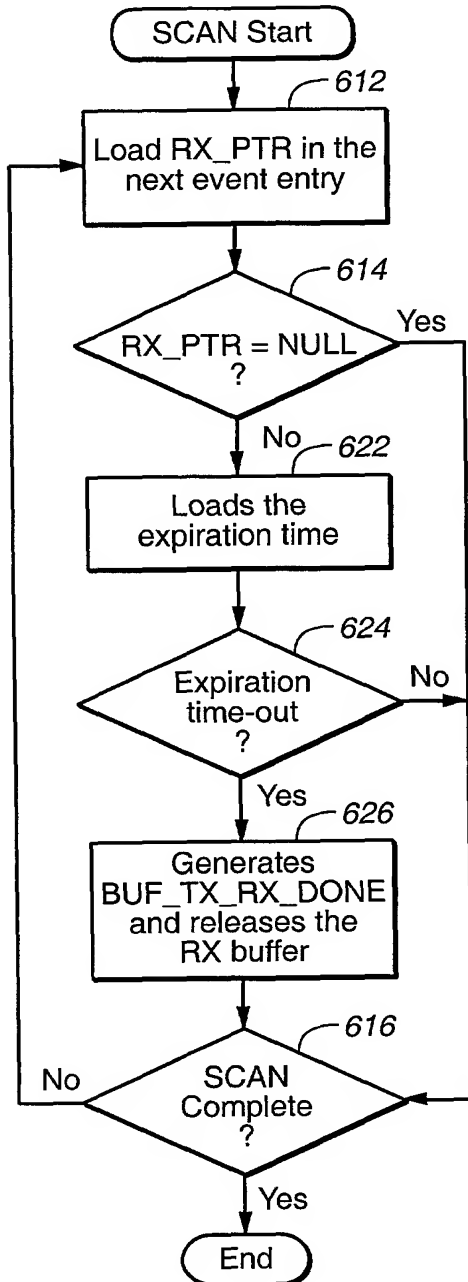 SCAN Start
612
Load RX_PTR in the
next event entry
614
RX_PTR = NULL
?
Yes
No
622
Loads the
expiration time
624
Expiration
time-out
?
No
Yes
626
Generates
BUF_TX_RX_DONE
and releases the
RX buffer
616
No
SCAN
Complete
?
Yes
End